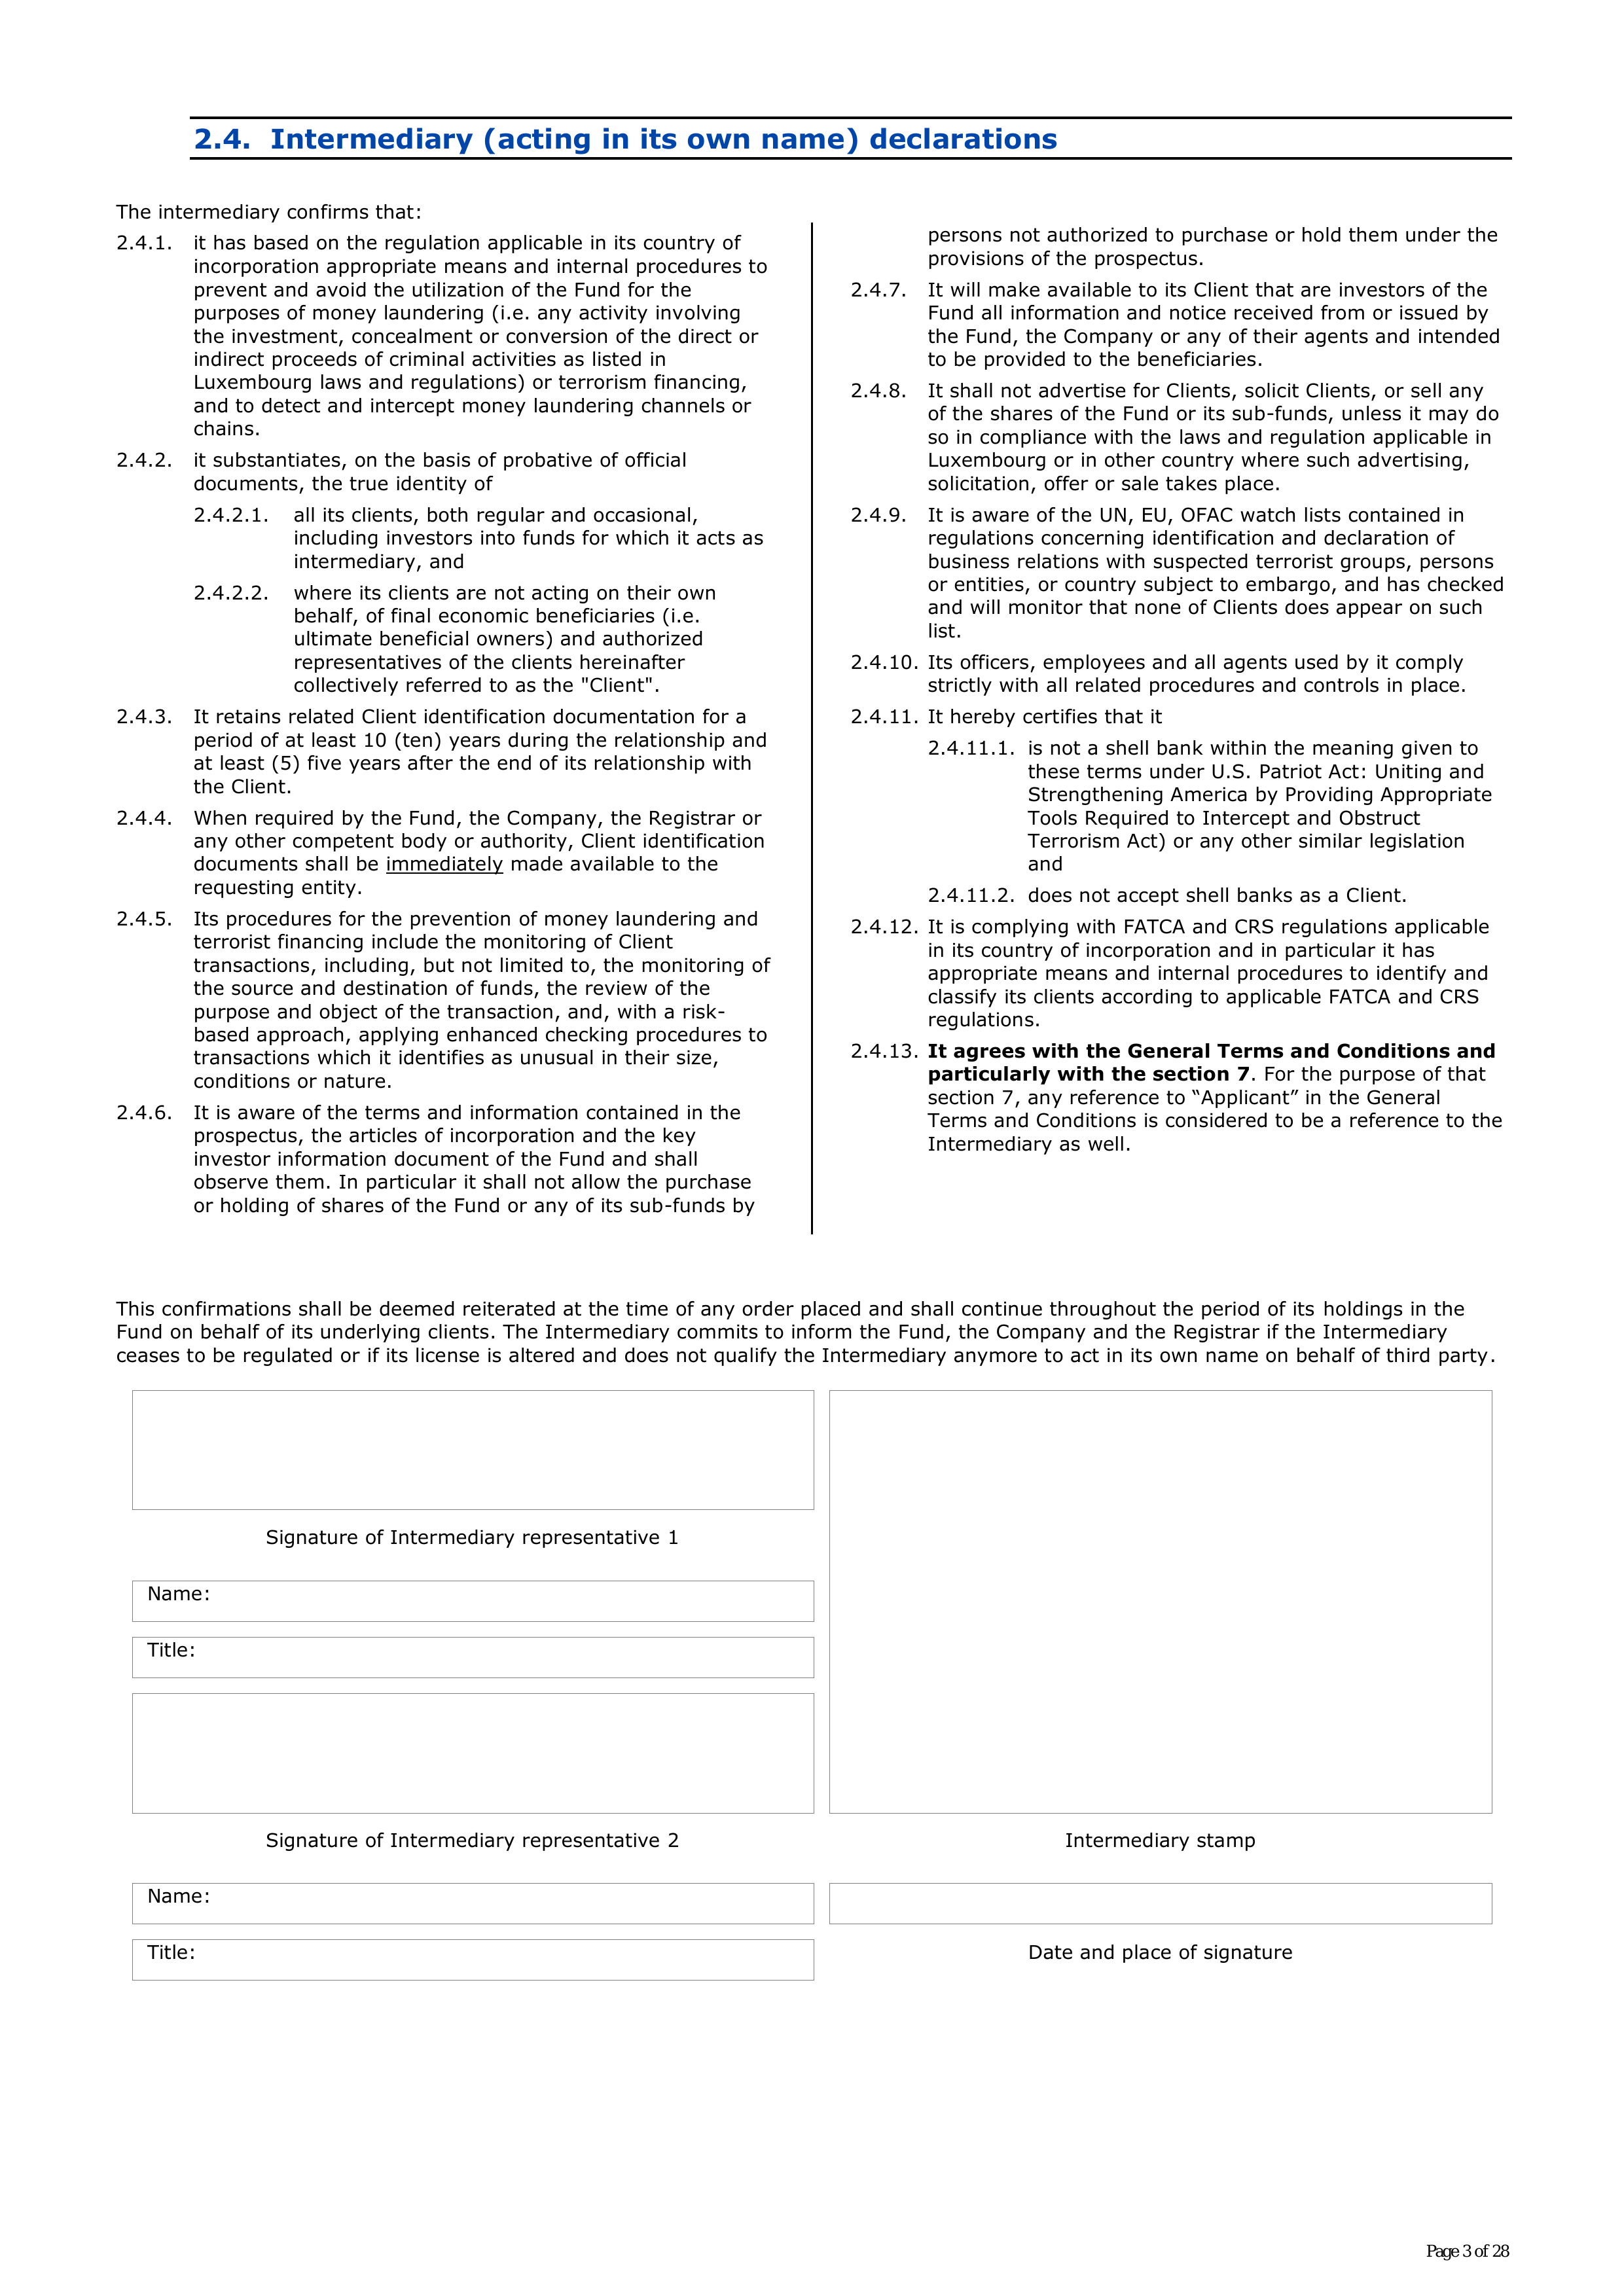 2.4. Intermediary (acting in its own name) declarations
The intermediary confirms that:
2.4.1. it has based on the regulation applicable in its country of
incorporation appropriate means and internal procedures to
prevent and avoid the utilization of the Fund for the
purposes of money laundering (i.e. any activity involving
the investment, concealment or conversion of the direct or
indirect proceeds of criminal activities as listed in
Luxembourg laws and regulations) or terrorism financing,
and to detect and intercept money laundering channels or
chains.
2.4.2. it substantiates, on the basis of probative of official
documents, the true identity of
2.4.2.1. all its clients, both regular and occasional,
including investors into funds for which it acts as
intermediary, and
2.4.2.2. where its clients are not acting on their own
behalf, of final economic beneficiaries (i.e.
ultimate beneficial owners) and authorized
representatives of the clients hereinafter
collectively referred to as the "Client".
2.4.3. It retains related Client identification documentation for a
period of at least 10 (ten) years during the relationship and
at least (5) five years after the end of its relationship with
the Client.
2.4.4. When required by the Fund, the Company, the Registrar or
any other competent body or authority, Client identification
documents shall be immediately made available to the
requesting entity.
2.4.5. Its procedures for the prevention of money laundering and
terrorist financing include the monitoring of Client
transactions, including, but not limited to, the monitoring of
the source and destination of funds, the review of the
purpose and object of the transaction, and, with a risk-
based approach, applying enhanced checking procedures to
transactions which it identifies as unusual in their size,
conditions or nature.
2.4.6. It is aware of the terms and information contained in the
prospectus, the articles of incorporation and the key
investor information document of the Fund and shall
observe them. In particular it shall not allow the purchase
or holding of shares of the Fund or any of its sub-funds by
persons not authorized to purchase or hold them under the
provisions of the prospectus.
2.4.7. It will make available to its Client that are investors of the
Fund all information and notice received from or issued by
the Fund, the Company or any of their agents and intended
to be provided to the beneficiaries.
2.4.8. It shall not advertise for Clients, solicit Clients, or sell any
of the shares of the Fund or its sub-funds, unless it may do
so in compliance with the laws and regulation applicable in
Luxembourg or in other country where such advertising,
solicitation, offer or sale takes place.
2.4.9. It is aware of the UN, EU, OFAC watch lists contained in
regulations concerning identification and declaration of
business relations with suspected terrorist groups, persons
or entities, or country subject to embargo, and has checked
and will monitor that none of Clients does appear on such
list.
2.4.10. Its officers, employees and all agents used by it comply
strictly with all related procedures and controls in place.
2.4.11. It hereby certifies that it
2.4.11.1. is not a shell bank within the meaning given to
these terms under U.S. Patriot Act: Uniting and
Strengthening America by Providing Appropriate
Tools Required to Intercept and Obstruct
Terrorism Act) or any other similar legislation
and
2.4.11.2. does not accept shell banks as a Client.
2.4.12. It is complying with FATCA and CRS regulations applicable
in its country of incorporation and in particular it has
appropriate means and internal procedures to identify and
classify its clients according to applicable FATCA and CRS
regulations.
2.4.13. It agrees with the General Terms and Conditions and
particularly with the section 7. For the purpose of that
section 7, any reference to “Applicant” in the General
Terms and Conditions is considered to be a reference to the
Intermediary as well.
This confirmations shall be deemed reiterated at the time of any order placed and shall continue throughout the period of its holdings in the
Fund on behalf of its underlying clients. The Intermediary commits to inform the Fund, the Company and the Registrar if the Intermediary
ceases to be regulated or if its license is altered and does not qualify the Intermediary anymore to act in its own name on behalf of third party.
Signature of Intermediary representative 1
Name:
Title:
Signature of Intermediary representative 2
Intermediary stamp
Name:
Title:
Date and place of signature
Page 3 of 28